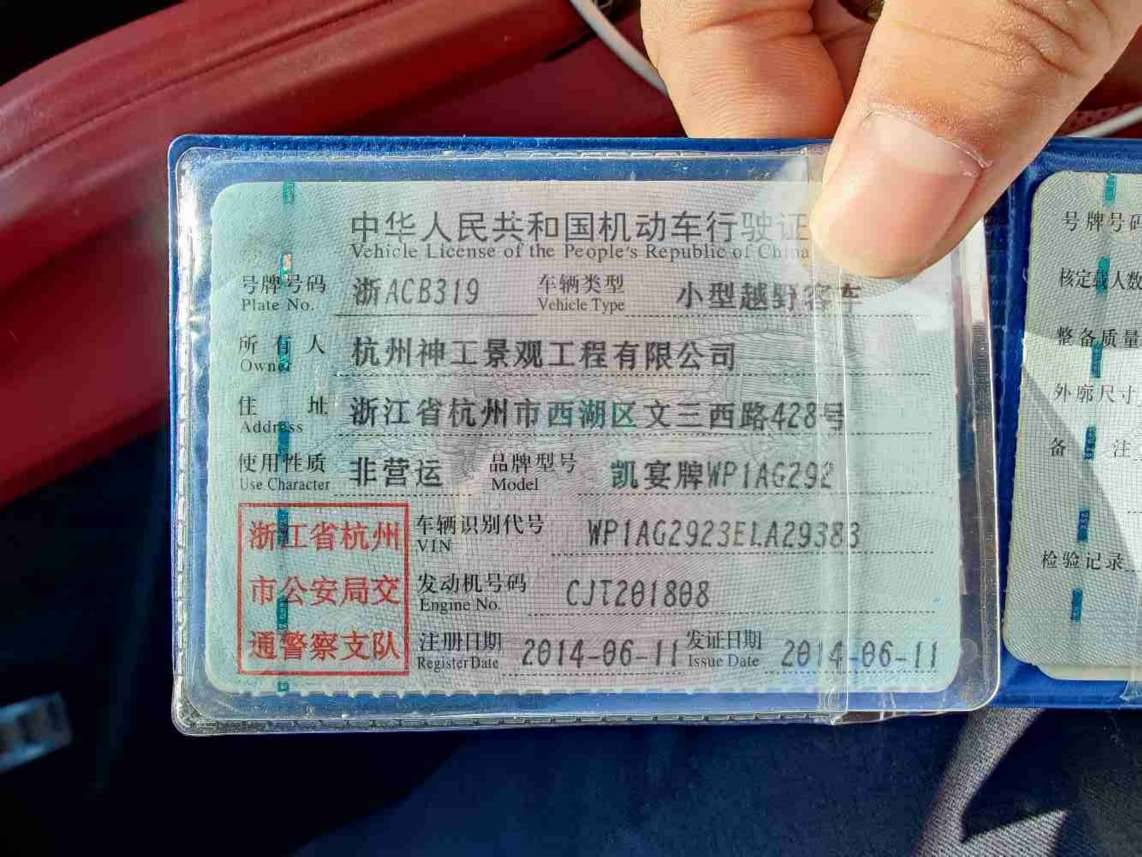 中华人民共和国机动车行驶证
Vehicle License of the People's Republic of China
号牌号码 浙ACB319 车辆类型 小型越野客车
Plate No. Vehicle Type
所有人 杭州神工景观工程有限公司
Owner
住址 浙江省杭州市西湖区文三西路428号
Address
使用性质 非营运 品牌型号 凯宴牌WP1AG292
Use Character Model
浙江省杭州
市公安局交
通警察支队
车辆识别代号 WP1AG2923ELA29383
VIN
发动机号码 CJT201808
Engine No.
注册日期 2014-06-11 发证日期 2014-06-11
Register Date Issue Date
号牌号码
核定载人数
整备质量
外廓尺寸
备注
检验记录